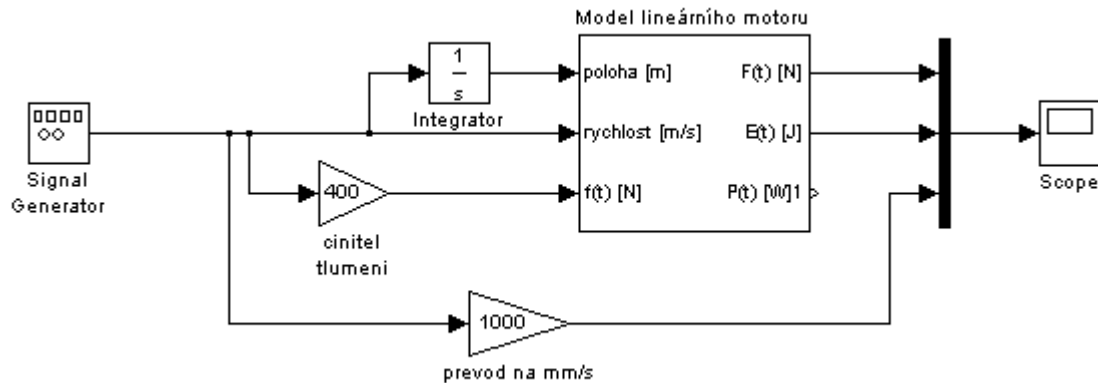 Model lineárního motoru
1
s
Integrator
poloha [m]
F(t) [N]
rychlost [m/s]
E(t) [J]
f(t) [N]
P(t) [W]1
Signal
Generator
400
cinitel
tlumeni
Scope
1000
prevod na mm/s